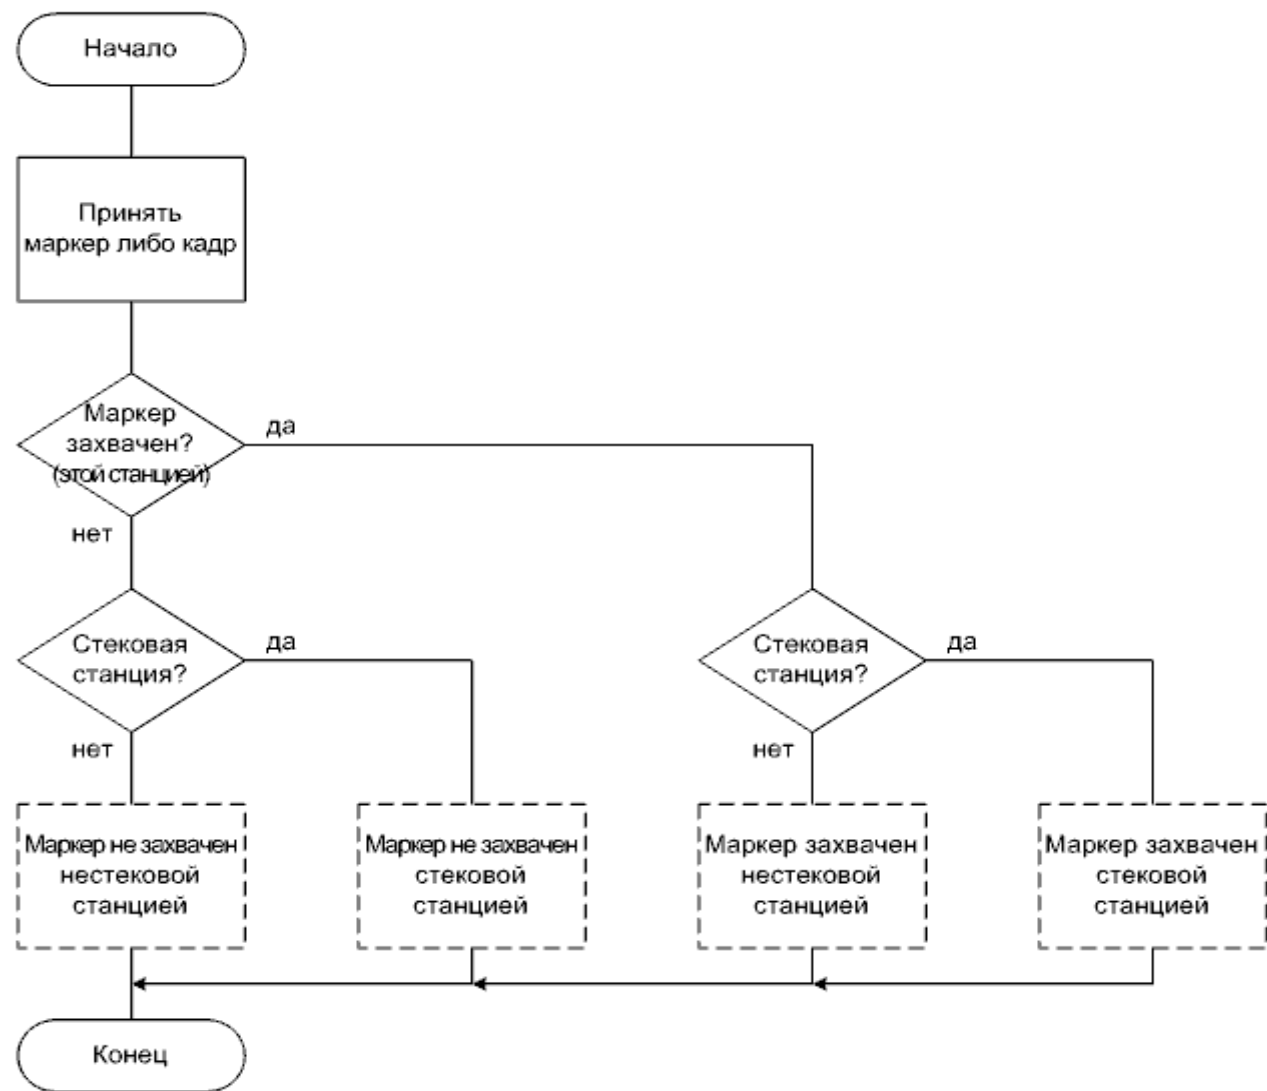 Начало
Принять
маркер либо кадр
Маркер
захвачен?
(этой станцией)
да
нет
Стековая
станция?
да
нет
Стековая
станция?
да
нет
Маркер не захвачен
нестековой
станцией
Маркер не захвачен
стековой
станцией
Маркер захвачен
нестековой
станцией
Маркер захвачен
стековой
станцией
Конец